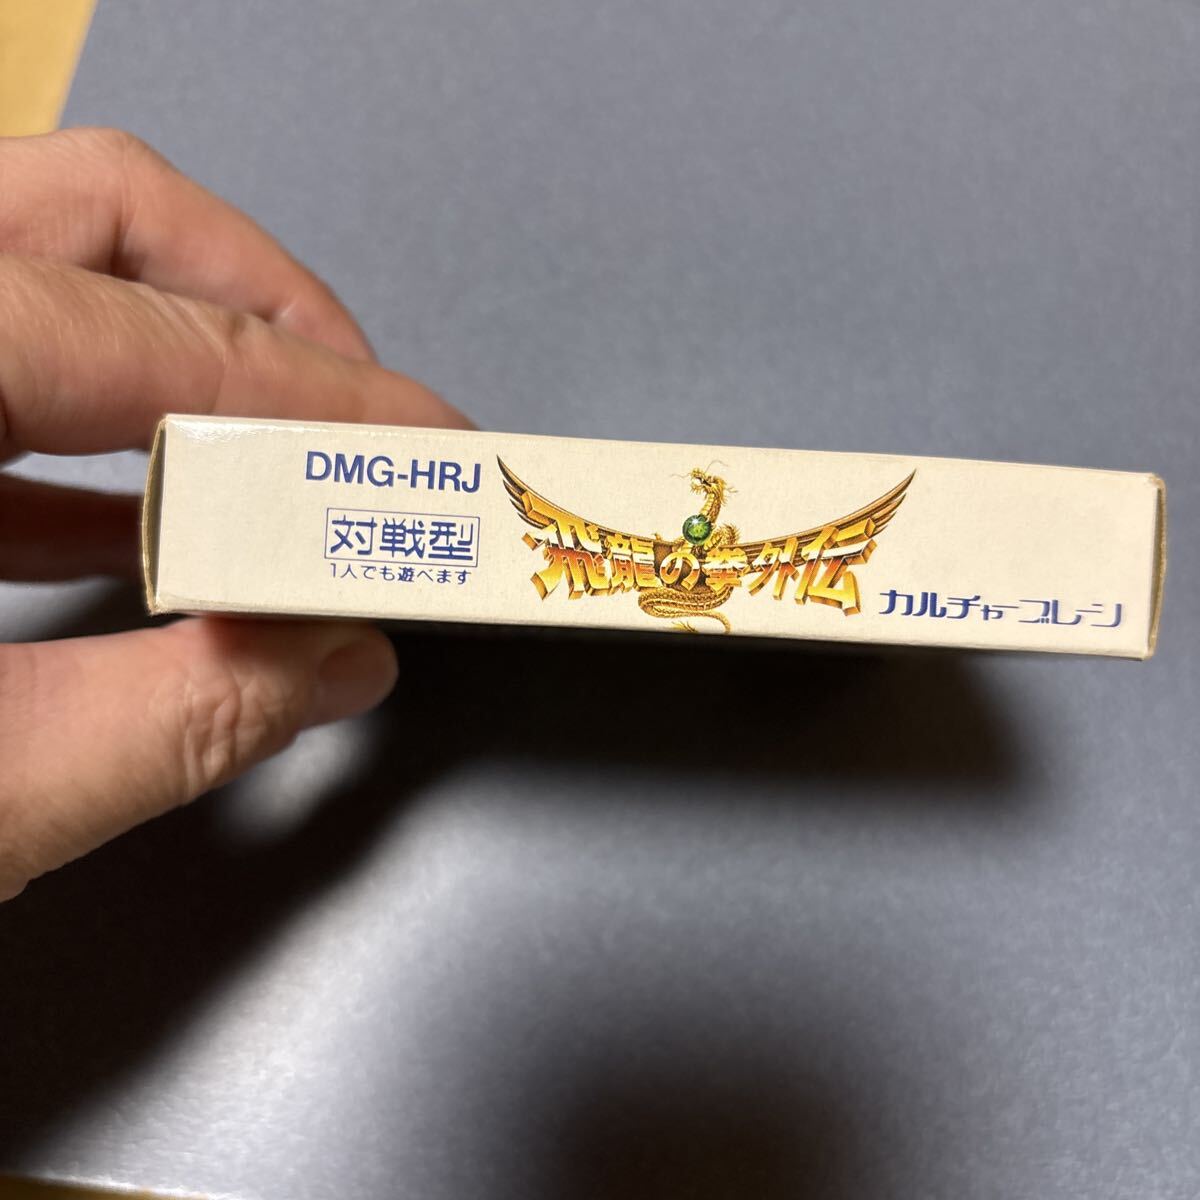 DMG-HRJ
対戦型
1人でも遊べます
飛龍の拳外伝
カルチャーブレーン